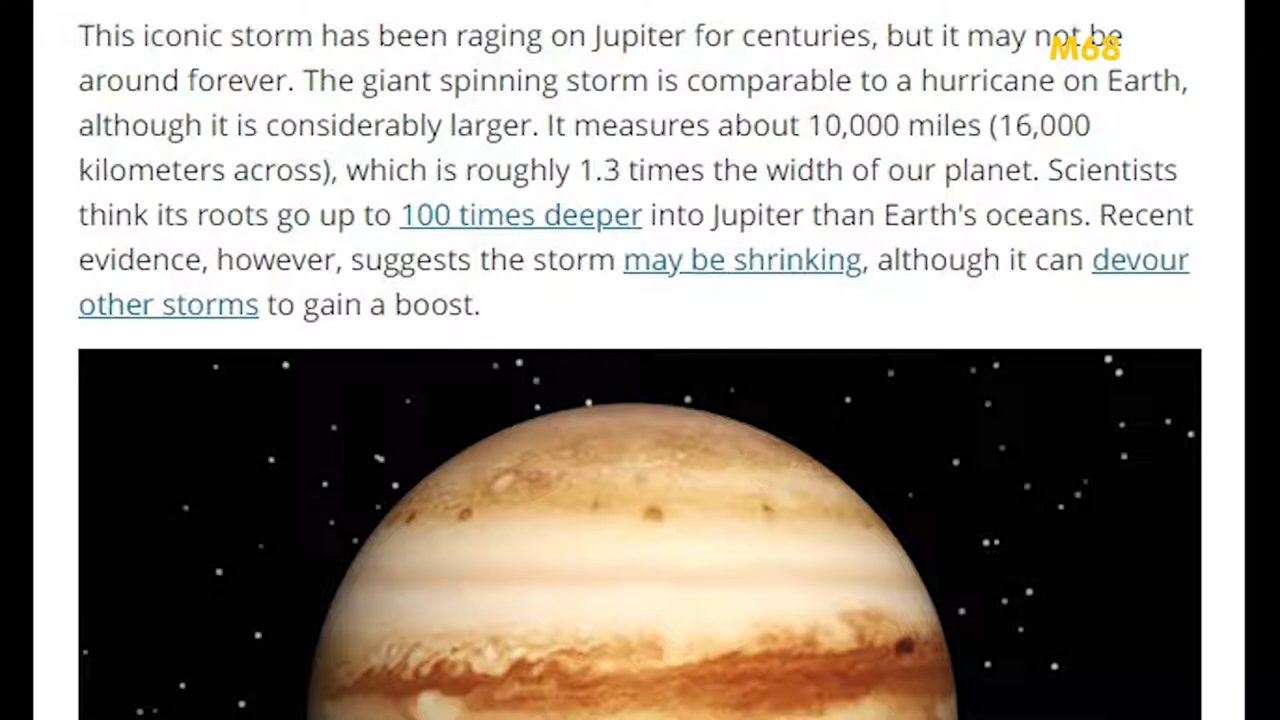 This iconic storm has been raging on Jupiter for centuries, but it may not be
M68
around forever. The giant spinning storm is comparable to a hurricane on Earth,
although it is considerably larger. It measures about 10,000 miles (16,000
kilometers across), which is roughly 1.3 times the width of our planet. Scientists
think its roots go up to 100 times deeper into Jupiter than Earth's oceans. Recent
evidence, however, suggests the storm may be shrinking, although it can devour
other storms to gain a boost.